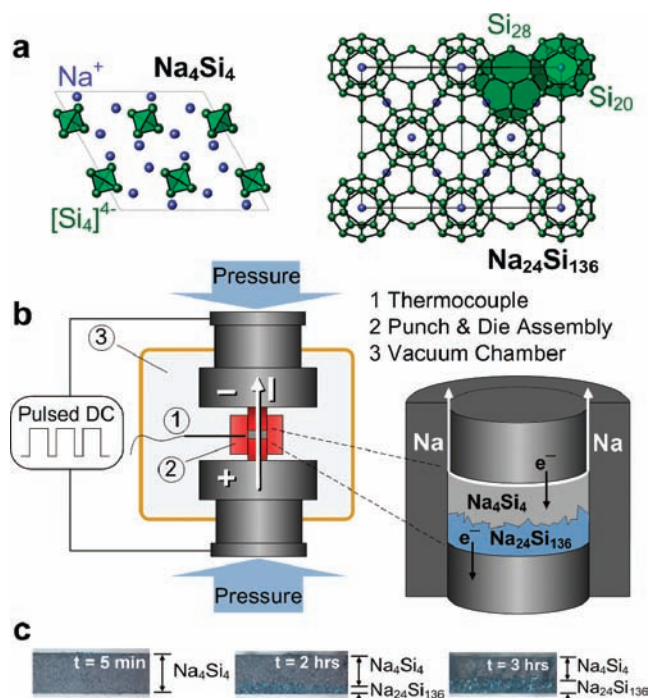 a
Na⁺
Na₄Si₄
[Si₄]⁴⁻
Si₂₈
Si₂₀
Na₂₄Si₁₃₆
b
Pressure
3
Pulsed DC
1
2
− I
+
Pressure
1 Thermocouple
2 Punch & Die Assembly
3 Vacuum Chamber
Na
Na
e⁻
Na₄Si₄
Na₂₄Si₁₃₆
e⁻
c
t = 5 min
Na₄Si₄
t = 2 hrs
Na₄Si₄
Na₂₄Si₁₃₆
t = 3 hrs
Na₄Si₄
Na₂₄Si₁₃₆